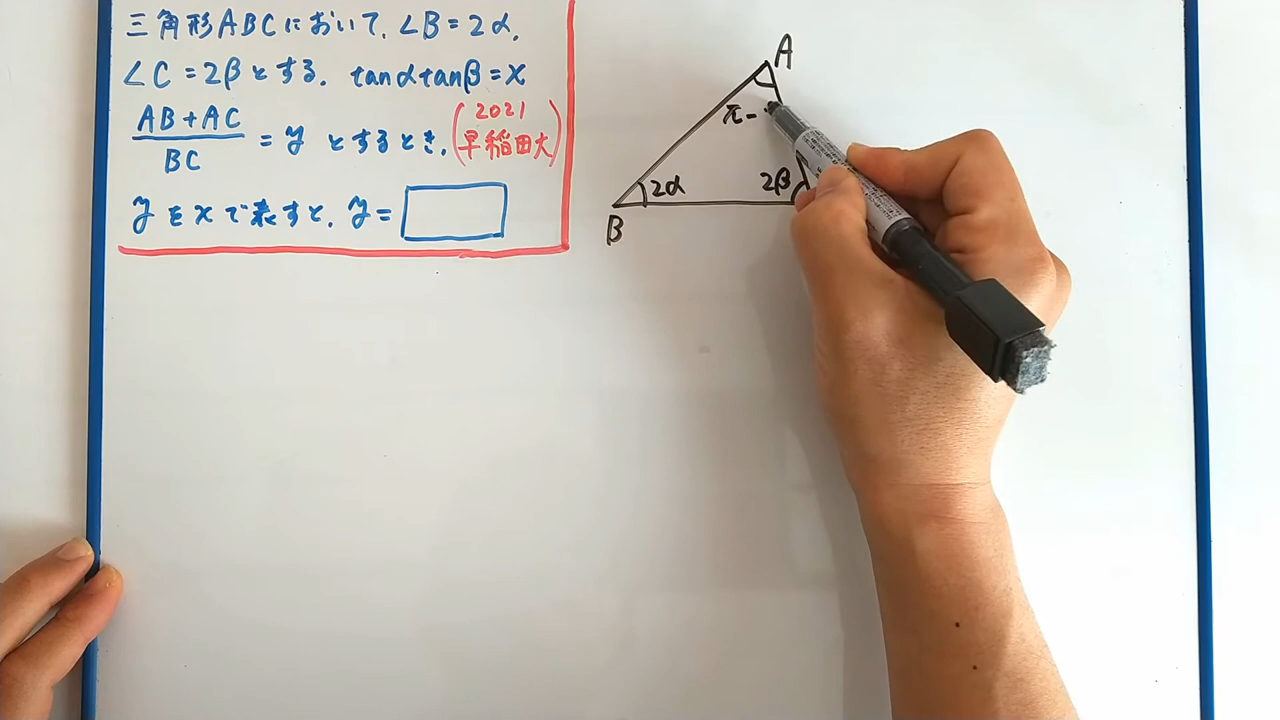 三角形ABCにおいて、∠B=2α、
∠C=2βとする。tanαtanβ=x
AB+AC
BC
=y とするとき、
(2021
早稲田大)
yをxで表すと、y=
A
π-
2α
2β
B